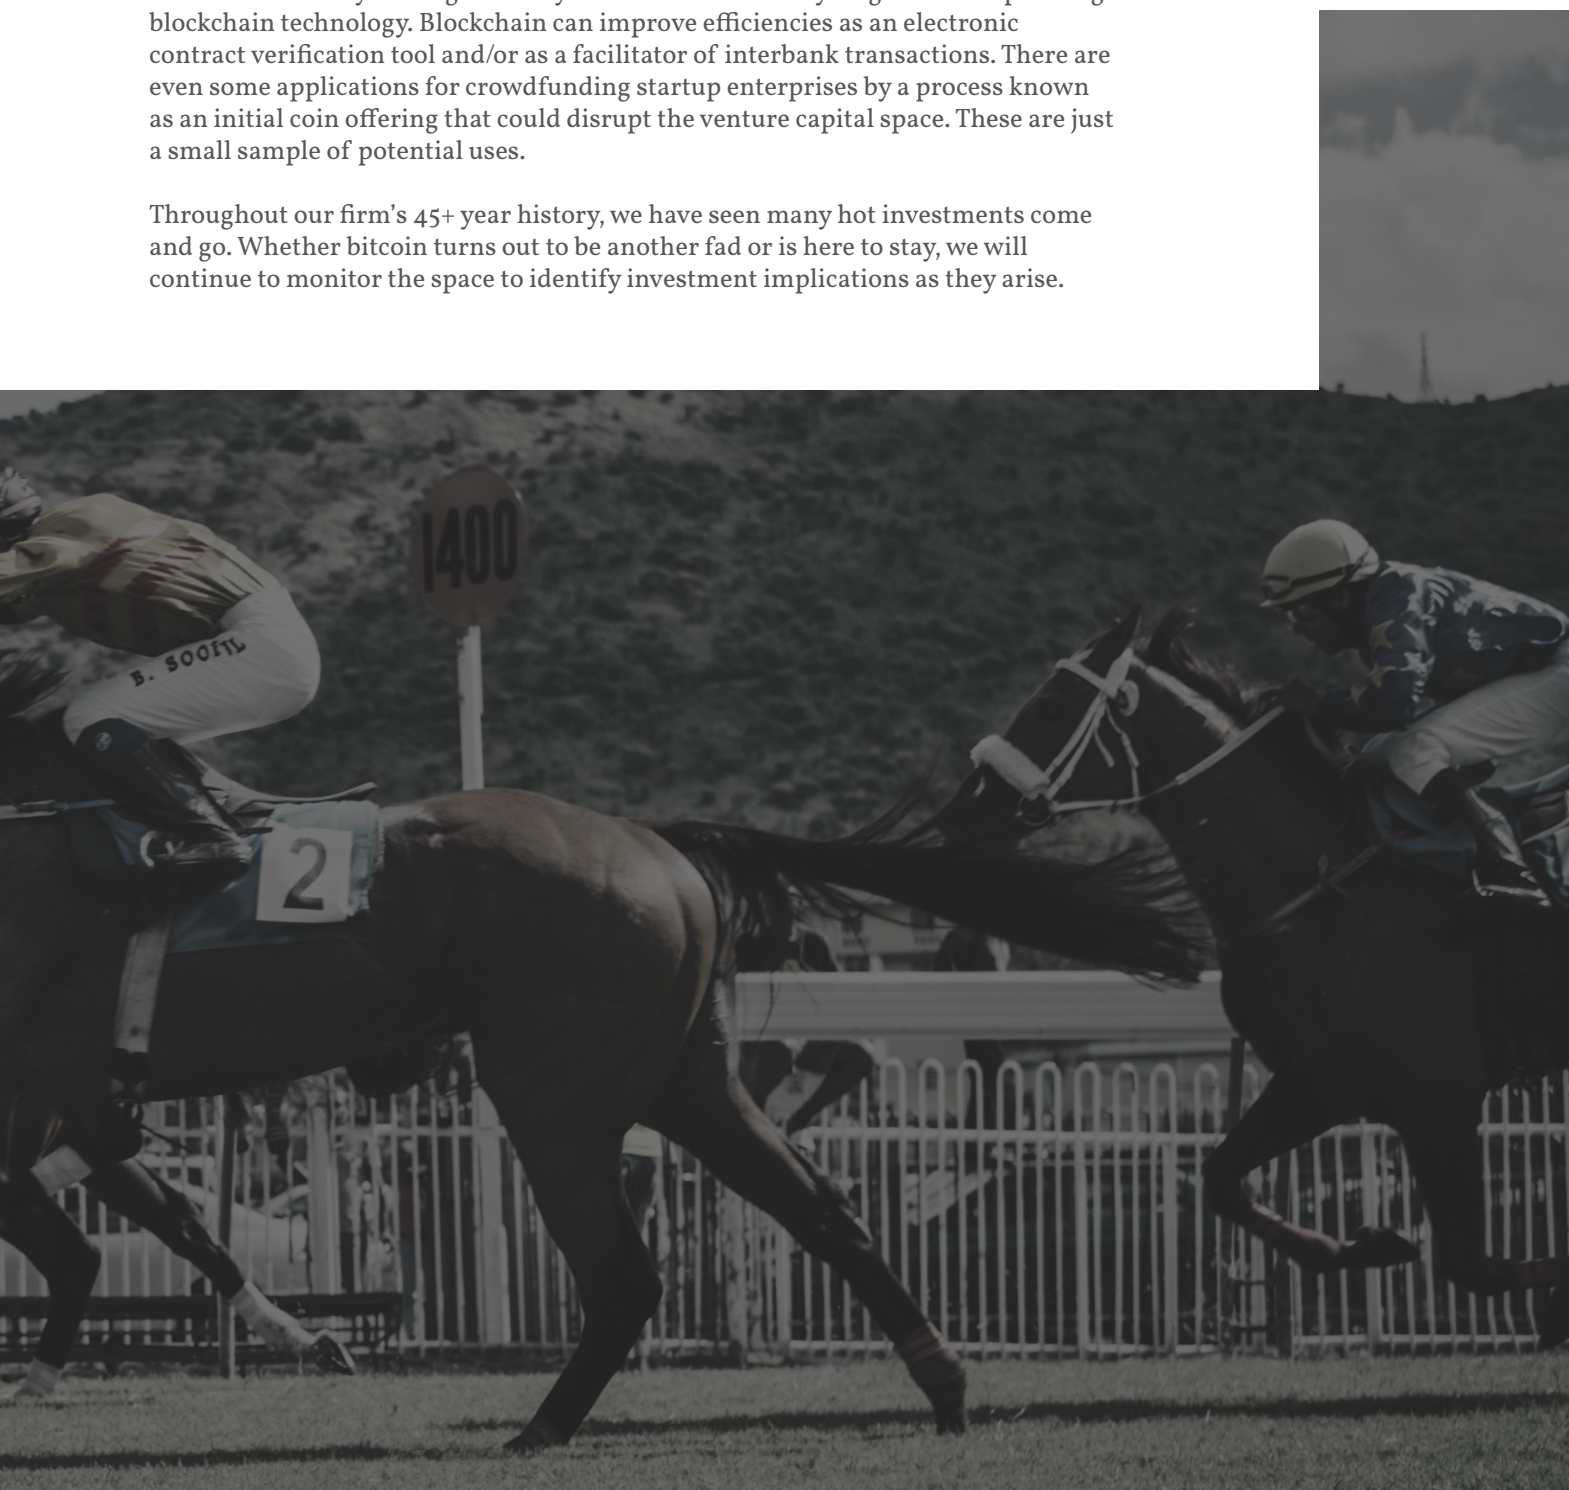 blockchain technology. Blockchain can improve efficiencies as an electronic
contract verification tool and/or as a facilitator of interbank transactions. There are
even some applications for crowdfunding startup enterprises by a process known
as an initial coin offering that could disrupt the venture capital space. These are just
a small sample of potential uses.
Throughout our firm’s 45+ year history, we have seen many hot investments come
and go. Whether bitcoin turns out to be another fad or is here to stay, we will
continue to monitor the space to identify investment implications as they arise.
1400
B. SOOFUL
2